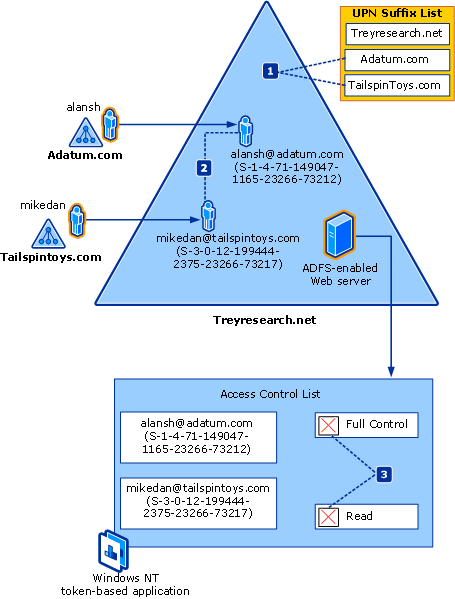 UPN Suffix List
Treyresearch.net
Adatum.com
TailspinToys.com
1
alansh
Adatum.com
alansh@adatum.com
(S-1-4-71-149047-
1165-23266-73212)
2
mikedan
Tailspintoys.com
mikedan@tailspintoys.com
(S-3-0-12-199444-
2375-23266-73217)
ADFS-enabled
Web server
Treyresearch.net
Access Control List
alansh@adatum.com
(S-1-4-71-149047-
1165-23266-73212)
Full Control
3
mikedan@tailspintoys.com
(S-3-0-12-199444-
2375-23266-73217)
Read
Windows NT
token-based application